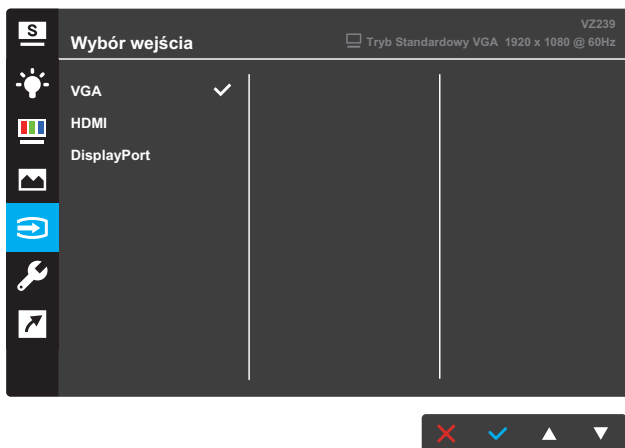 S
VZ239
Wybór wejścia
Tryb Standardowy VGA 1920 x 1080 @ 60Hz
VGA
HDMI
DisplayPort